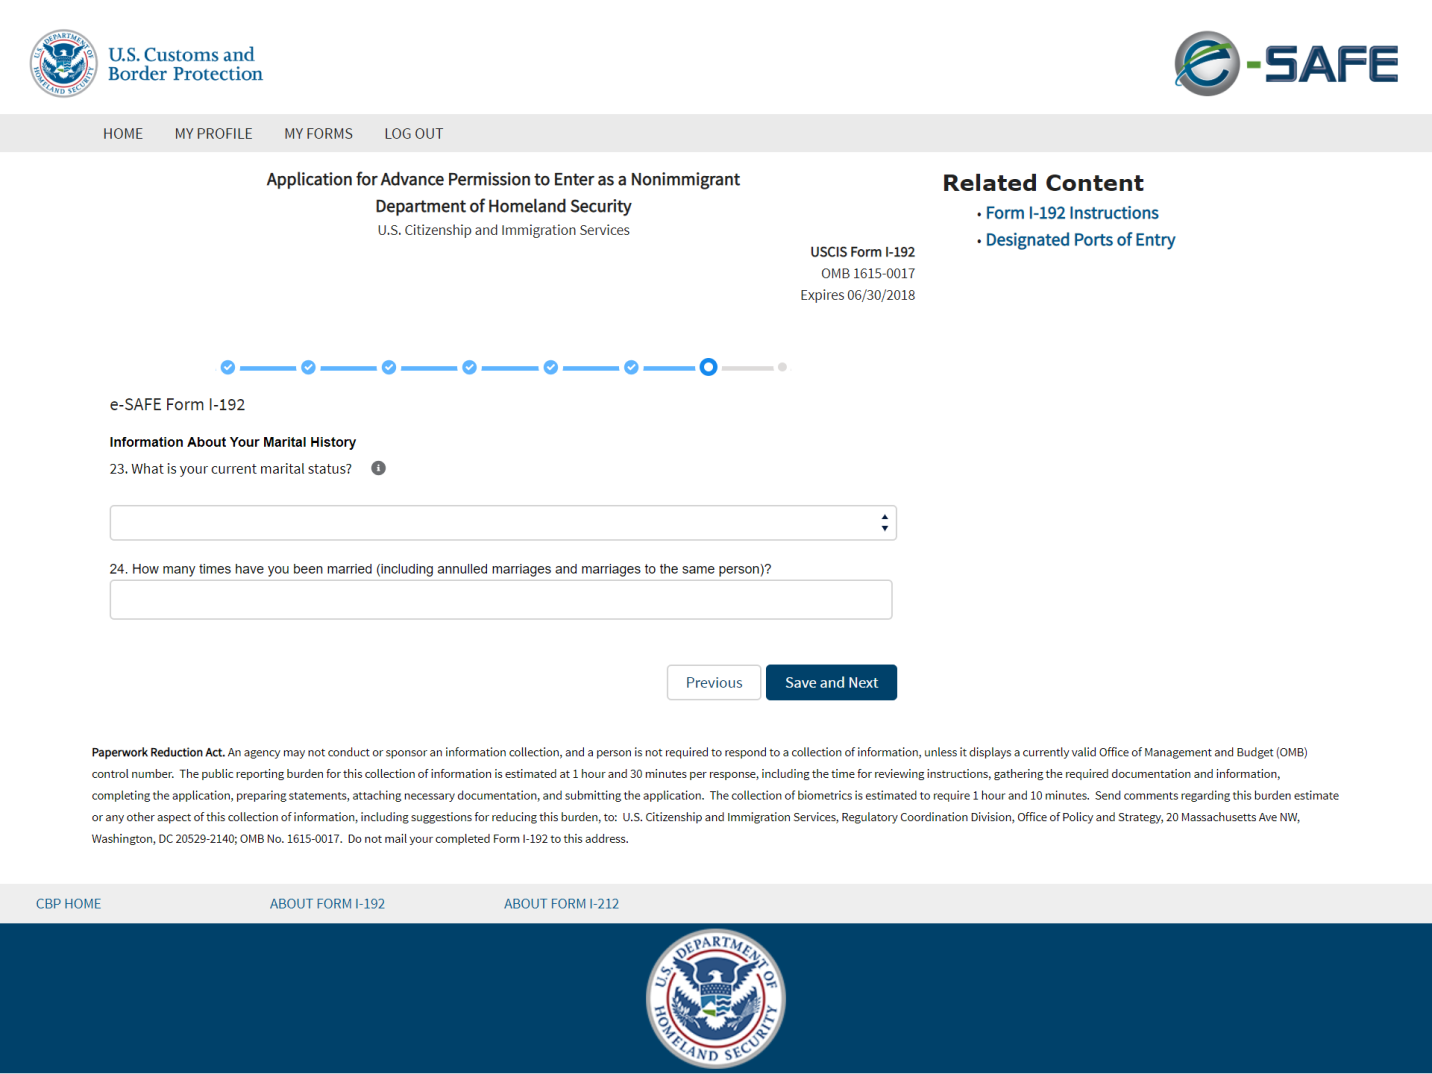 U.S. DEPARTMENT OF HOMELAND SECURITY
U.S. Customs and
Border Protection
e-SAFE
HOME MY PROFILE MY FORMS LOG OUT
Application for Advance Permission to Enter as a Nonimmigrant
Department of Homeland Security
U.S. Citizenship and Immigration Services
USCIS Form I-192
OMB 1615-0017
Expires 06/30/2018
Related Content
• Form I-192 Instructions
• Designated Ports of Entry
e-SAFE Form I-192
Information About Your Marital History
23. What is your current marital status?
24. How many times have you been married (including annulled marriages and marriages to the same person)?
Previous
Save and Next
Paperwork Reduction Act. An agency may not conduct or sponsor an information collection, and a person is not required to respond to a collection of information, unless it displays a currently valid Office of Management and Budget (OMB)
control number. The public reporting burden for this collection of information is estimated at 1 hour and 30 minutes per response, including the time for reviewing instructions, gathering the required documentation and information,
completing the application, preparing statements, attaching necessary documentation, and submitting the application. The collection of biometrics is estimated to require 1 hour and 10 minutes. Send comments regarding this burden estimate
or any other aspect of this collection of information, including suggestions for reducing this burden, to: U.S. Citizenship and Immigration Services, Regulatory Coordination Division, Office of Policy and Strategy, 20 Massachusetts Ave NW,
Washington, DC 20529-2140; OMB No. 1615-0017. Do not mail your completed Form I-192 to this address.
CBP HOME ABOUT FORM I-192 ABOUT FORM I-212
U.S. DEPARTMENT OF HOMELAND SECURITY